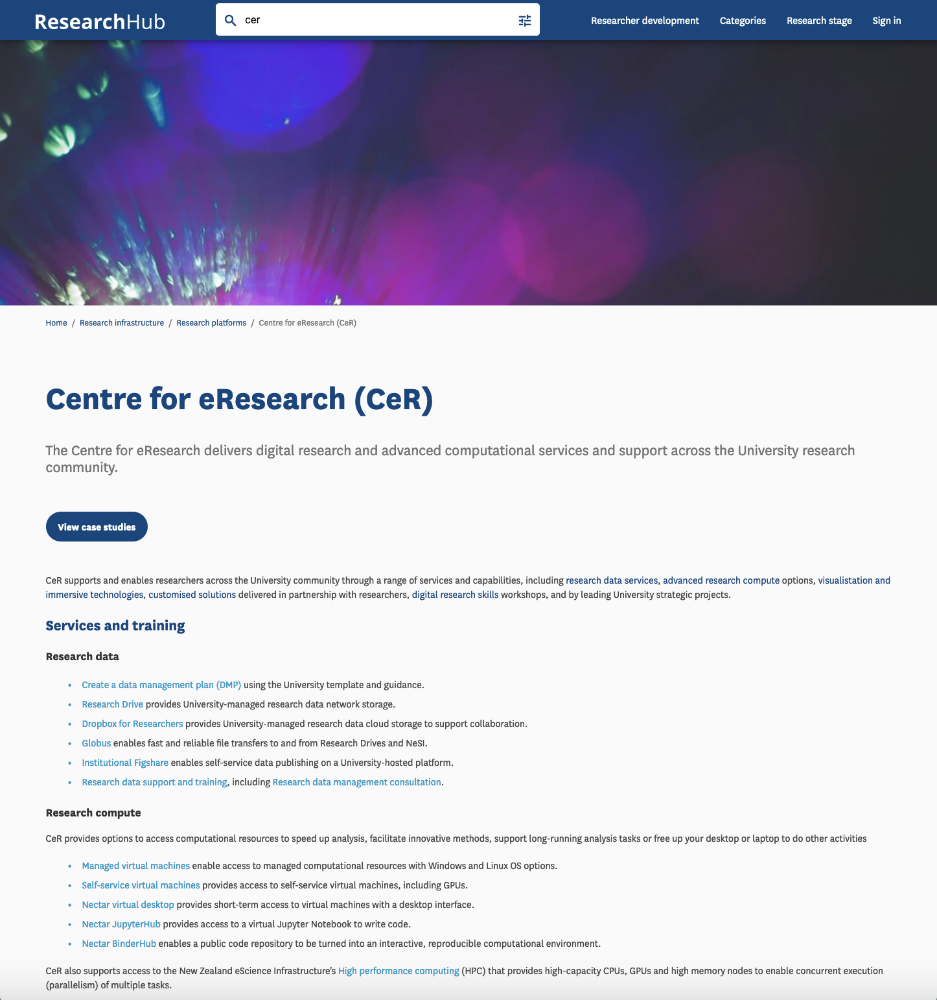 ResearchHub
cer
Researcher development Categories Research stage Sign in
Home / Research infrastructure / Research platforms / Centre for eResearch (CeR)
Centre for eResearch (CeR)
The Centre for eResearch delivers digital research and advanced computational services and support across the University research
community.
View case studies
CeR supports and enables researchers across the University community through a range of services and capabilities, including research data services, advanced research compute options, visualistation and
immersive technologies, customised solutions delivered in partnership with researchers, digital research skills workshops, and by leading University strategic projects.
Services and training
Research data
• Create a data management plan (DMP) using the University template and guidance.
• Research Drive provides University-managed research data network storage.
• Dropbox for Researchers provides University-managed research data cloud storage to support collaboration.
• Globus enables fast and reliable file transfers to and from Research Drives and NeSI.
• Institutional Figshare enables self-service data publishing on a University-hosted platform.
• Research data support and training, including Research data management consultation.
Research compute
CeR provides options to access computational resources to speed up analysis, facilitate innovative methods, support long-running analysis tasks or free up your desktop or laptop to do other activities
• Managed virtual machines enable access to managed computational resources with Windows and Linux OS options.
• Self-service virtual machines provides access to self-service virtual machines, including GPUs.
• Nectar virtual desktop provides short-term access to virtual machines with a desktop interface.
• Nectar JupyterHub provides access to a virtual Jupyter Notebook to write code.
• Nectar BinderHub enables a public code repository to be turned into an interactive, reproducible computational environment.
CeR also supports access to the New Zealand eScience Infrastructure's High performance computing (HPC) that provides high-capacity CPUs, GPUs and high memory nodes to enable concurrent execution
(parallelism) of multiple tasks.